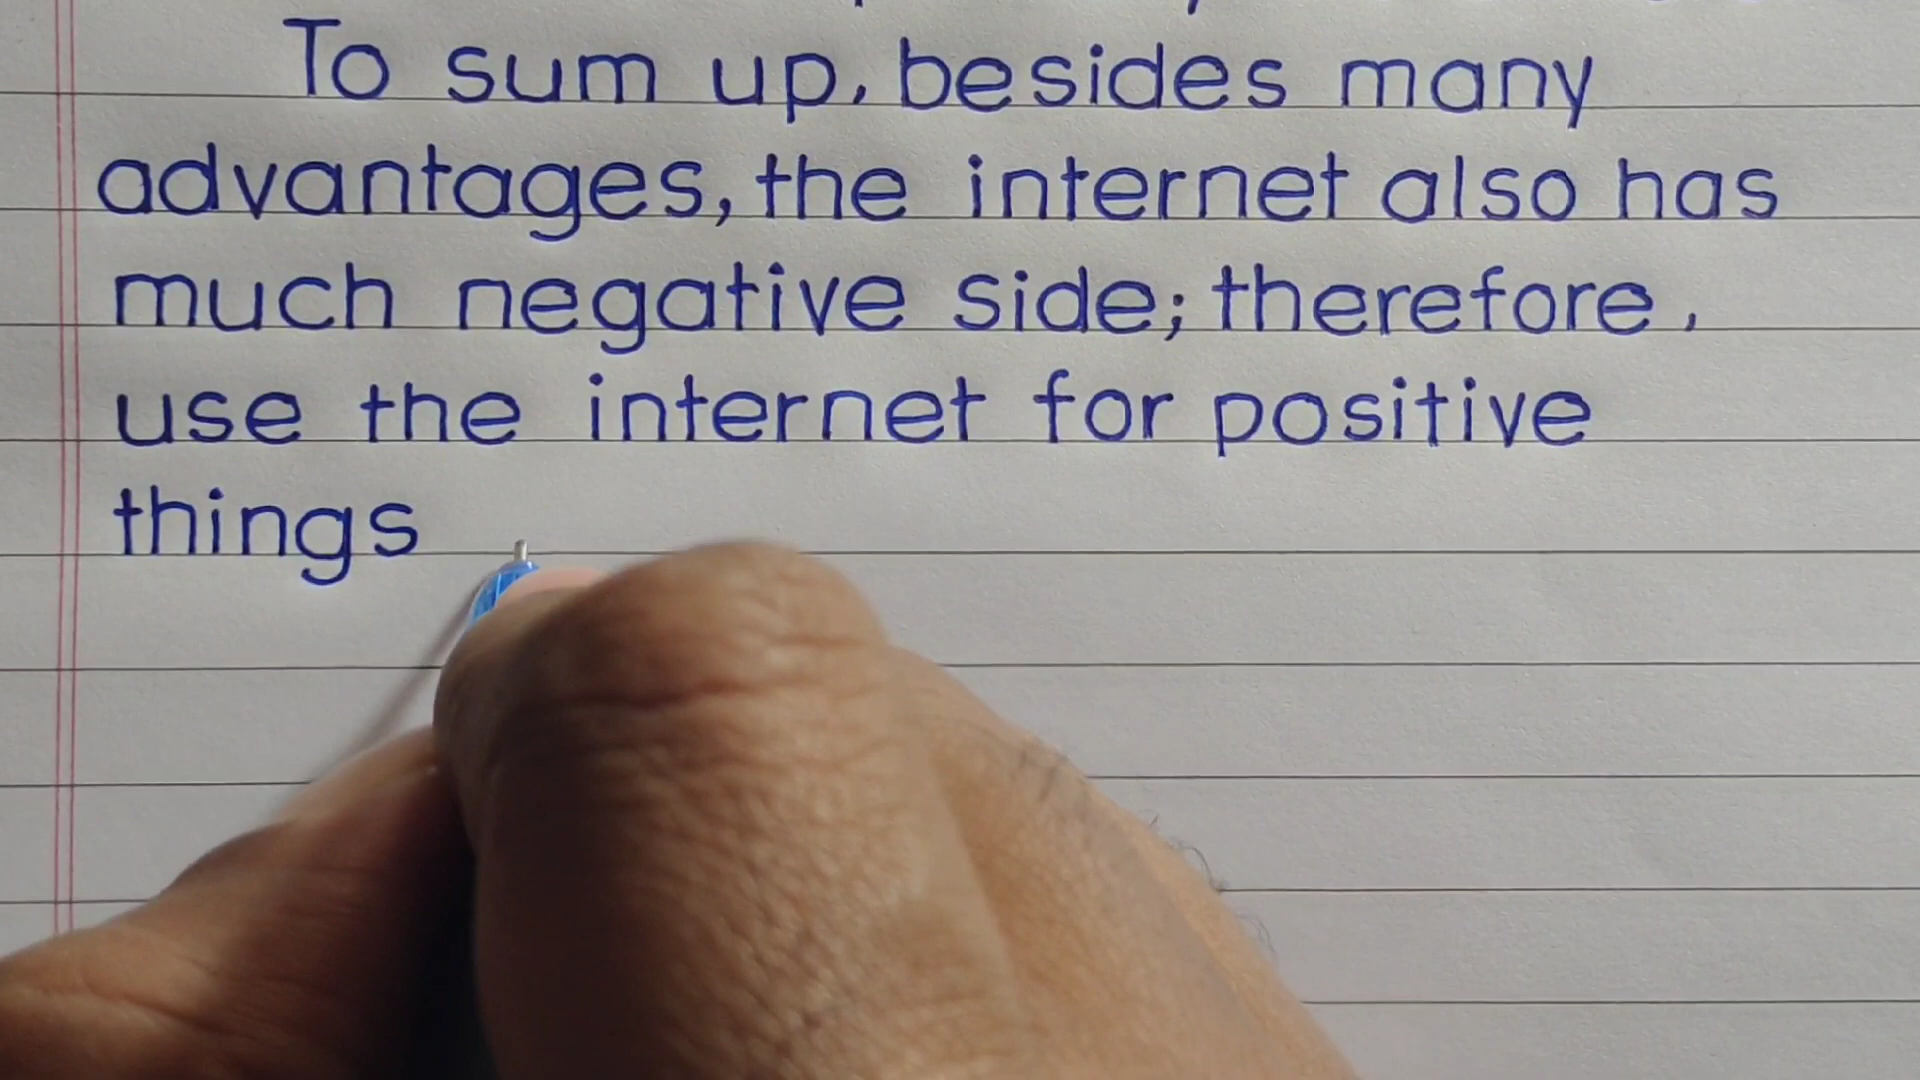 To sum up, besides many
advantages, the internet also has
much negative side; therefore,
use the internet for positive
things